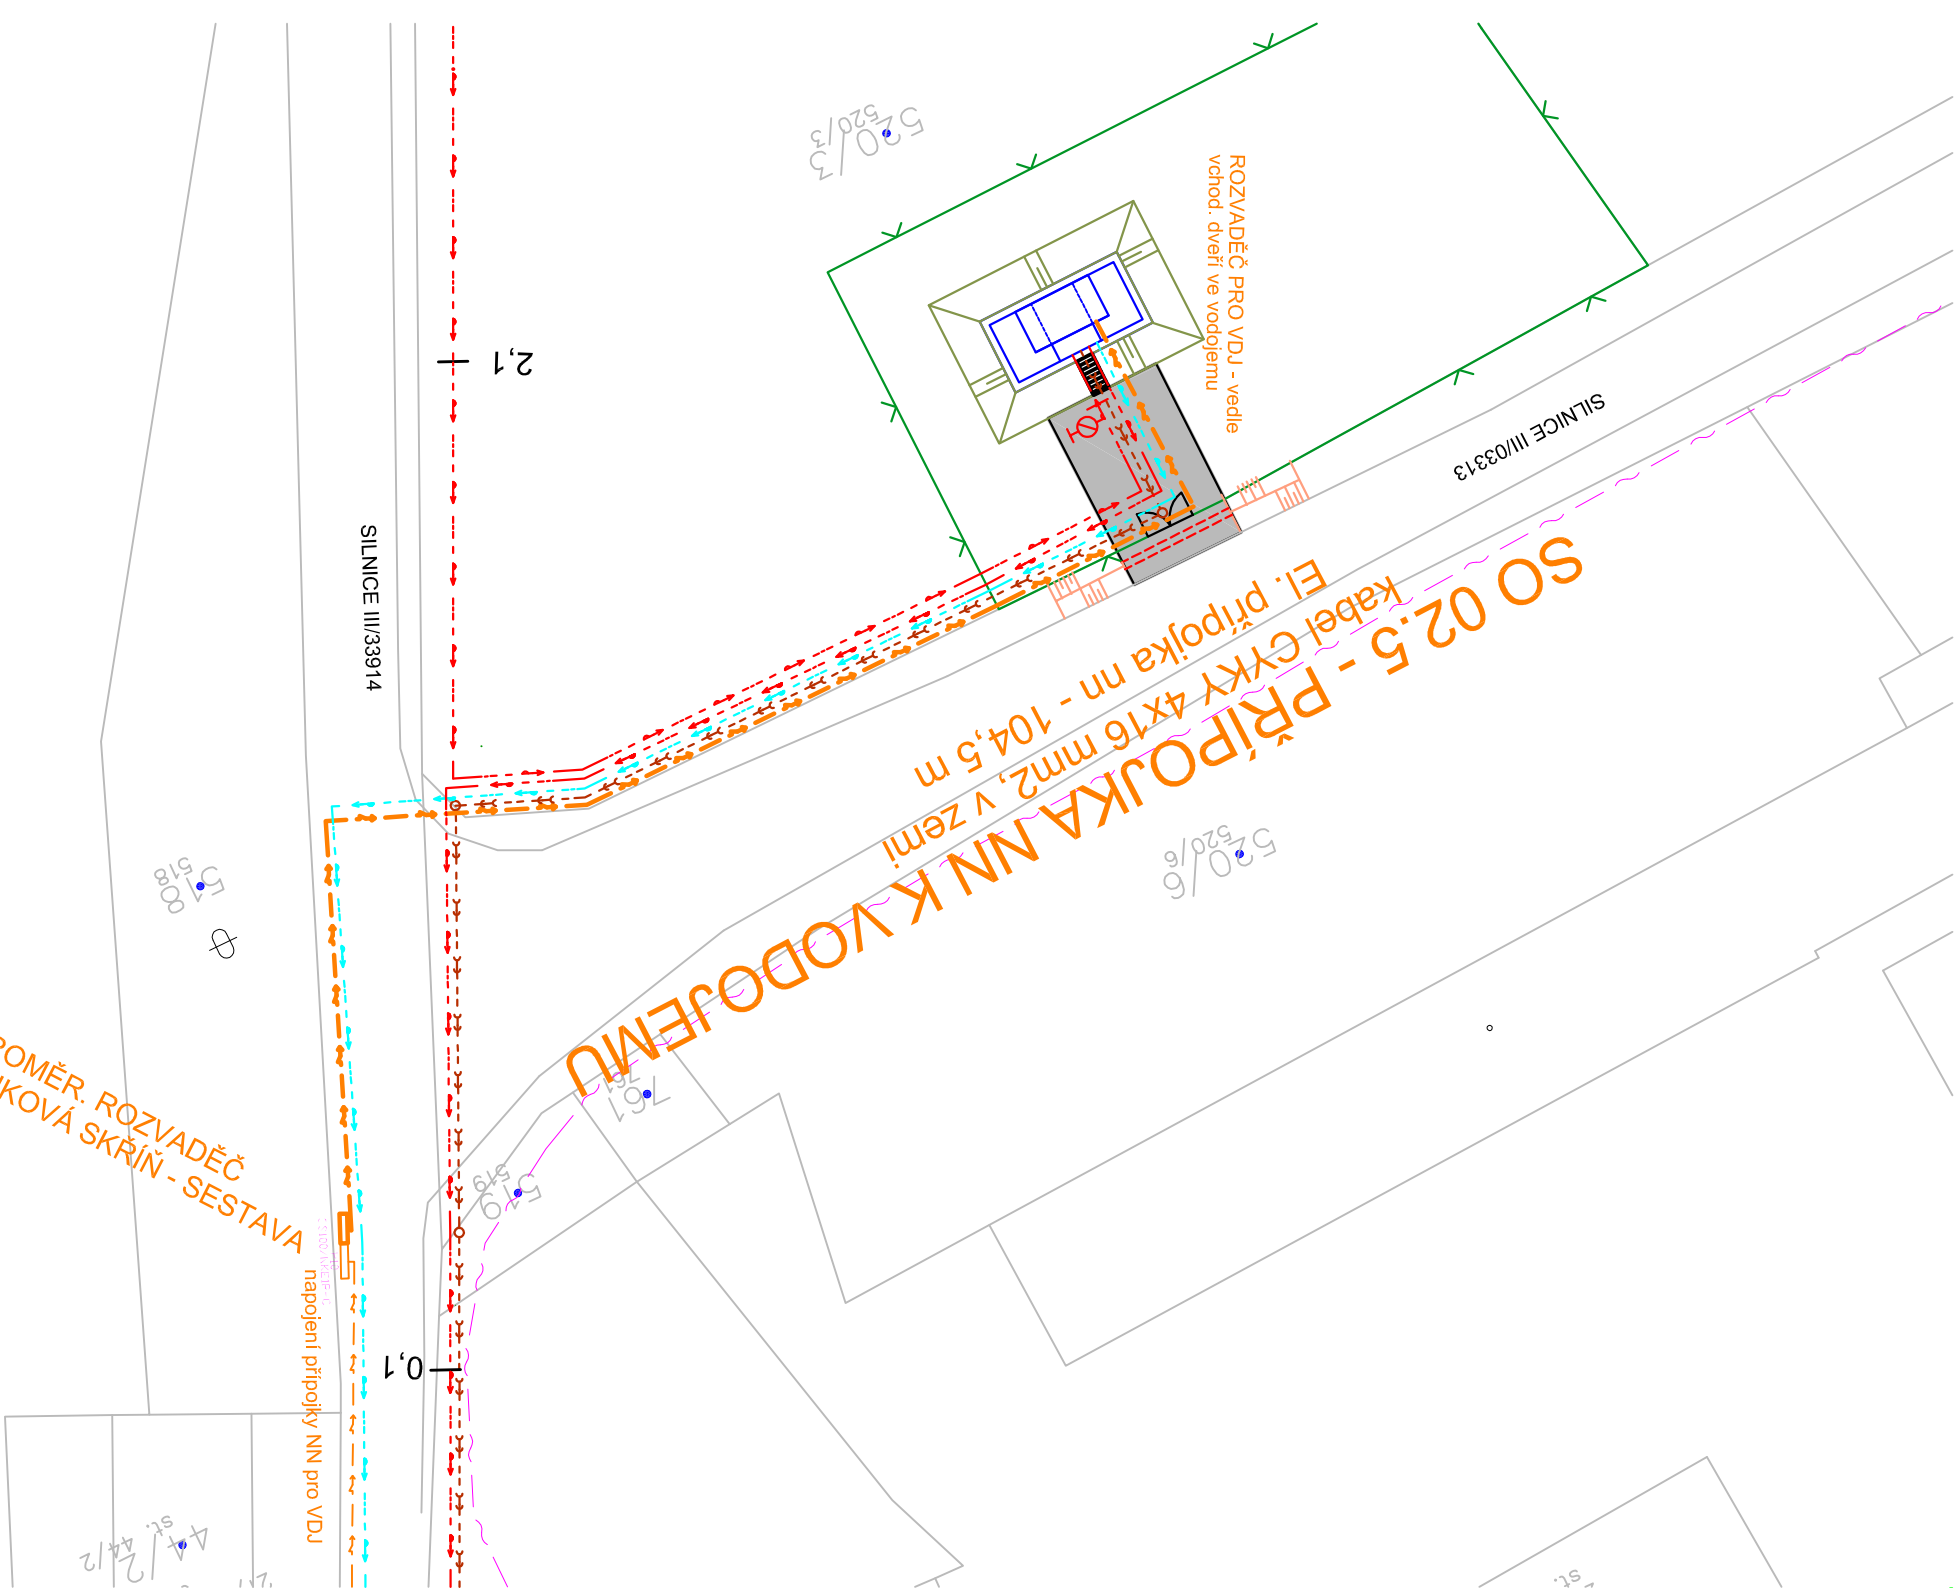 520/3
520/3
ROZVADĚČ PRO VDJ - vedle
vchod. dveří ve vodojemu
2,1
SILNICE III/03313
SILNICE III/33914
SO 02.5 - PŘÍPOJKA NN K VODOJEMU
El. přípojka nn - 104,5 m
kabel CYKY 4x16 mm2, v zemi
520/6
520/6
518
518
761
761
519
519
POMĚR. ROZVADĚČ
SKŘÍŇ - SESTAVA
napojení přípojky NN pro VDJ
0,1
44/2
st. 44/2
st.